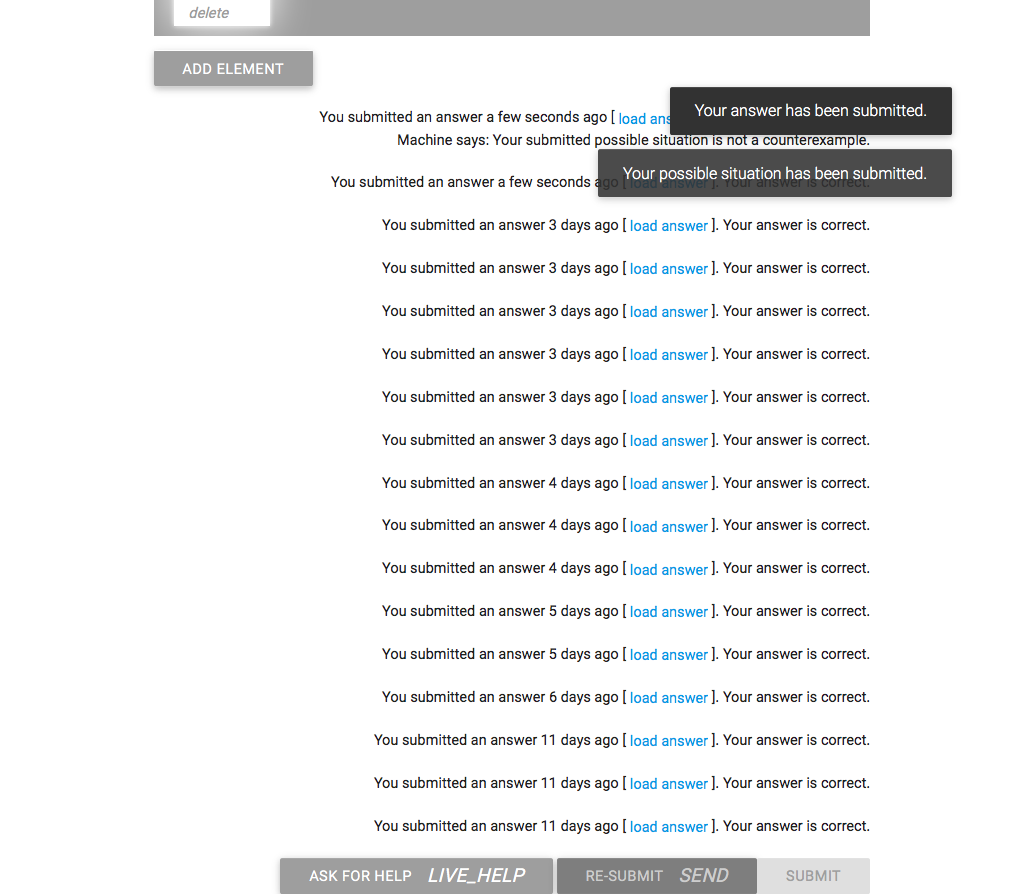 delete
ADD ELEMENT
Your answer has been submitted.
You submitted an answer a few seconds ago [ load ans
Machine says: Your submitted possible situation is not a counterexample.
Your possible situation has been submitted.
You submitted an answer a few seconds ago [ load answer ]. Your answer is correct.
You submitted an answer 3 days ago [ load answer ]. Your answer is correct.
You submitted an answer 3 days ago [ load answer ]. Your answer is correct.
You submitted an answer 3 days ago [ load answer ]. Your answer is correct.
You submitted an answer 3 days ago [ load answer ]. Your answer is correct.
You submitted an answer 3 days ago [ load answer ]. Your answer is correct.
You submitted an answer 3 days ago [ load answer ]. Your answer is correct.
You submitted an answer 4 days ago [ load answer ]. Your answer is correct.
You submitted an answer 4 days ago [ load answer ]. Your answer is correct.
You submitted an answer 4 days ago [ load answer ]. Your answer is correct.
You submitted an answer 5 days ago [ load answer ]. Your answer is correct.
You submitted an answer 5 days ago [ load answer ]. Your answer is correct.
You submitted an answer 6 days ago [ load answer ]. Your answer is correct.
You submitted an answer 11 days ago [ load answer ]. Your answer is correct.
You submitted an answer 11 days ago [ load answer ]. Your answer is correct.
You submitted an answer 11 days ago [ load answer ]. Your answer is correct.
ASK FOR HELP LIVE_HELP RE-SUBMIT SEND SUBMIT